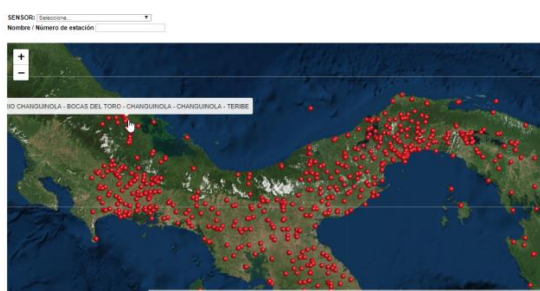 SENSOR: Seleccione...
Nombre / Número de estación
+
−
IO CHANGUINOLA - BOCAS DEL TORO - CHANGUINOLA - CHANGUINOLA - TERIBE